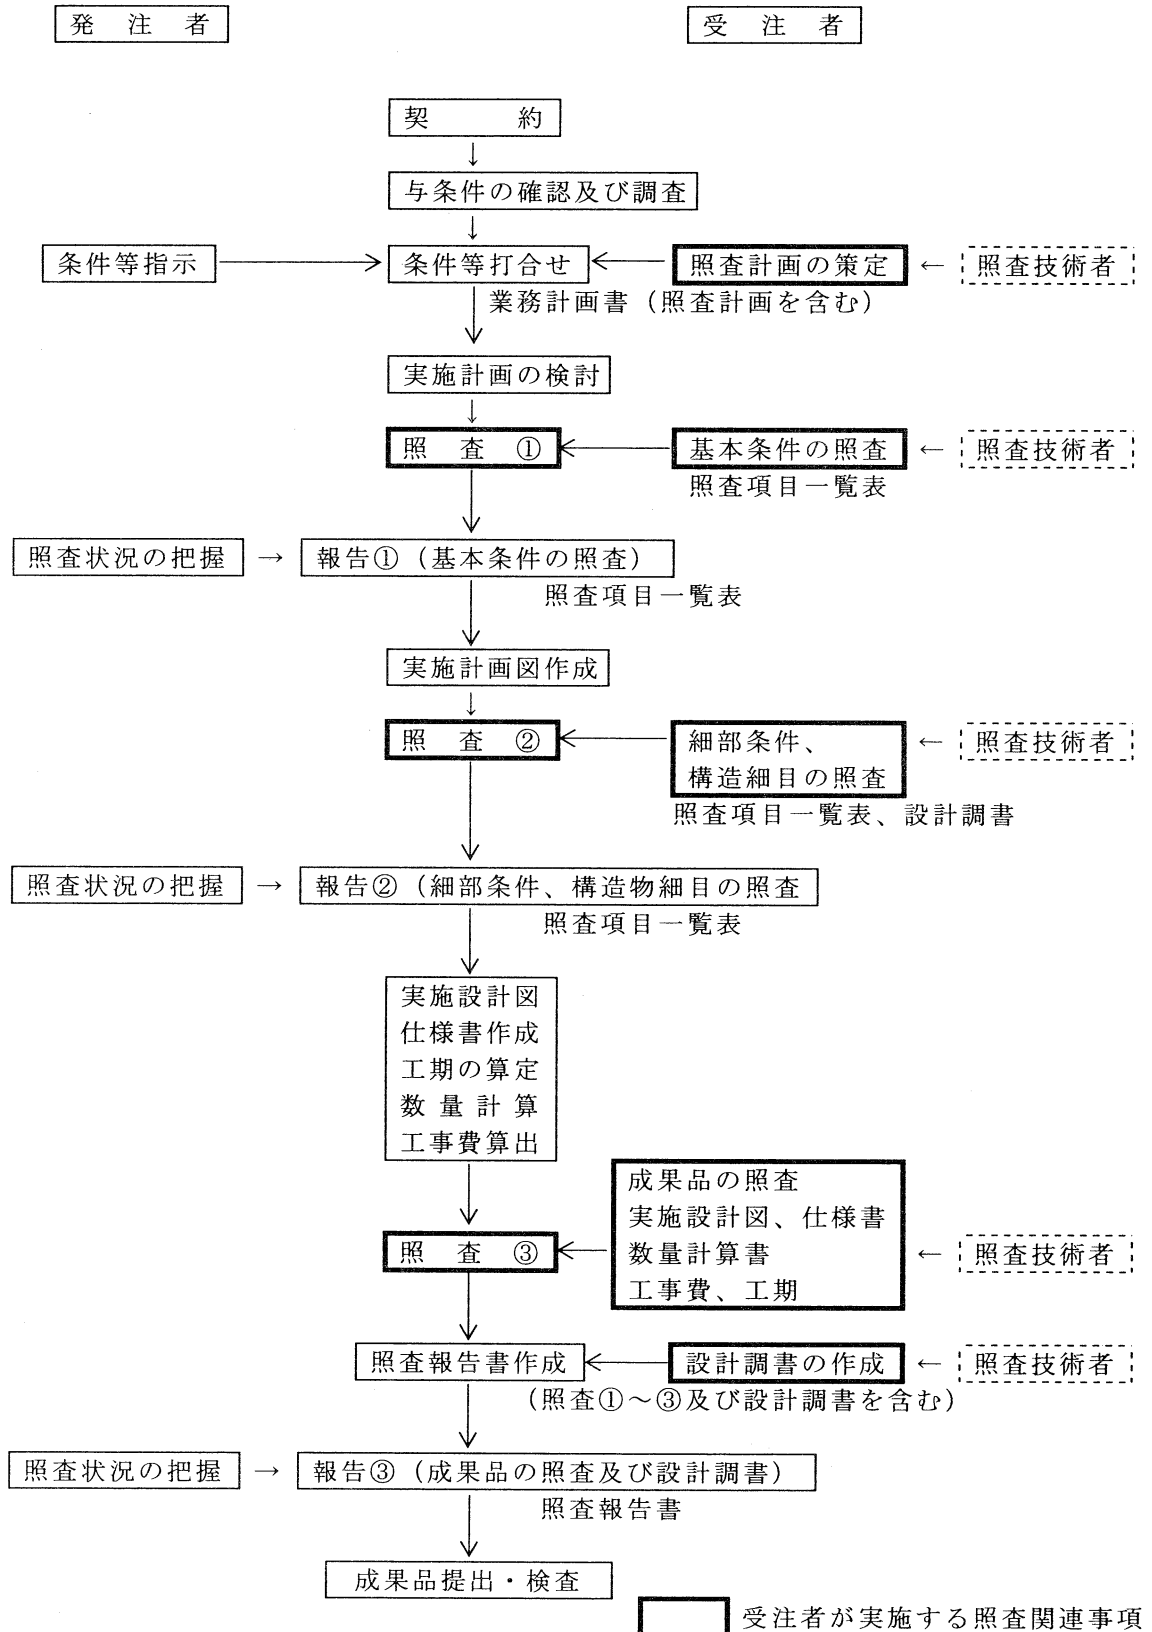 発注者
受注者
契約
与条件の確認及び調査
条件等指示
条件等打合せ
照査計画の策定
照査技術者
業務計画書（照査計画を含む）
実施計画の検討
照査①
基本条件の照査
照査技術者
照査項目一覧表
照査状況の把握
報告①（基本条件の照査）
照査項目一覧表
実施計画図作成
照査②
細部条件、
構造細目の照査
照査技術者
照査項目一覧表、設計調書
照査状況の把握
報告②（細部条件、構造物細目の照査
照査項目一覧表
実施設計図
仕様書作成
工期の算定
数量計算
工事費算出
成果品の照査
実施設計図、仕様書
数量計算書
工事費、工期
照査③
照査技術者
照査報告書作成
設計調書の作成
照査技術者
（照査①～③及び設計調書を含む）
照査状況の把握
報告③（成果品の照査及び設計調書）
照査報告書
成果品提出・検査
受注者が実施する照査関連事項